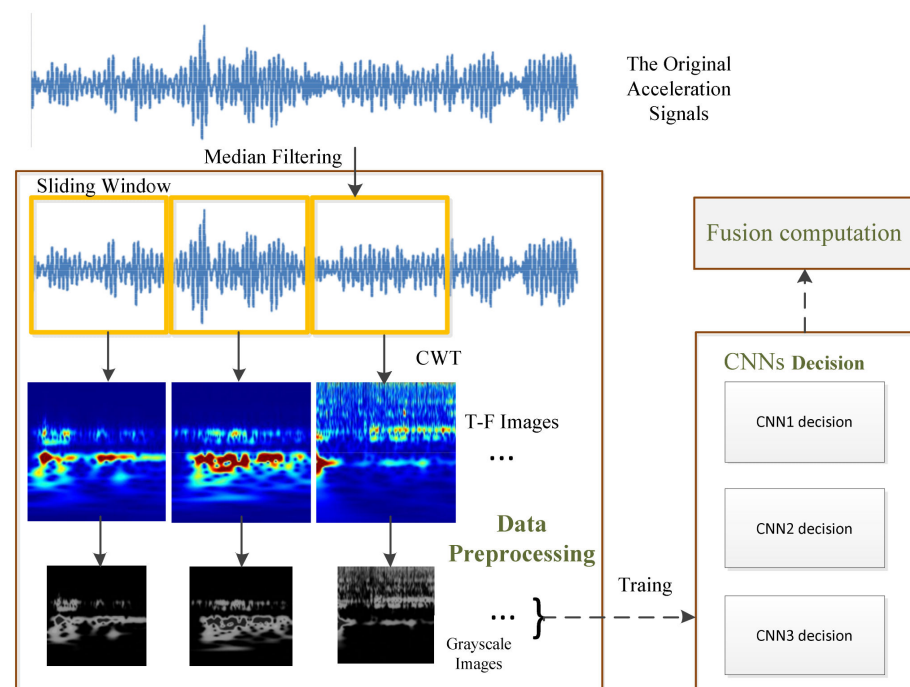 The Original
Acceleration
Signals
Median Filtering
Sliding Window
CWT
T-F Images
...
Data
Preprocessing
...
Grayscale
Images
}
Traing
Fusion computation
CNNs Decision
CNN1 decision
CNN2 decision
CNN3 decision